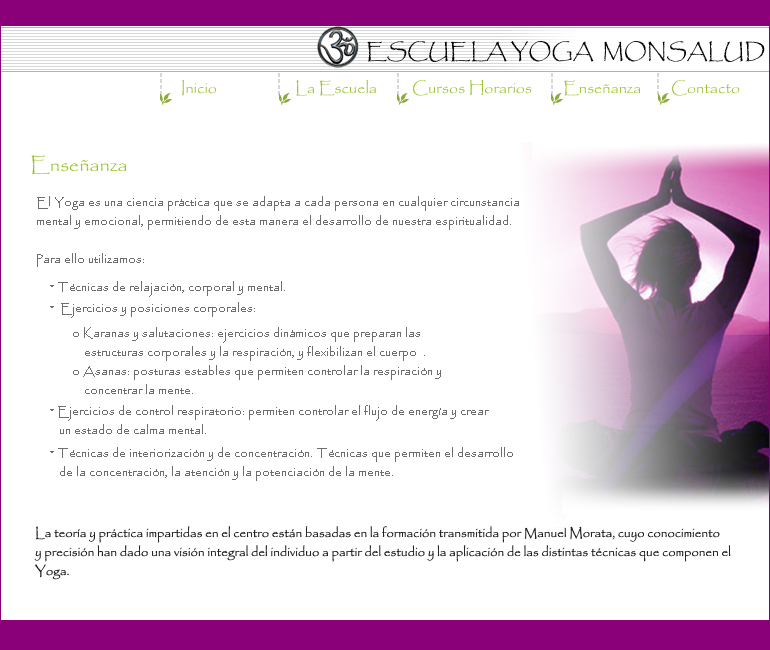 ॐ ESCUELA YOGA MONSALUD
Inicio La Escuela Cursos Horarios Enseñanza Contacto
Enseñanza
El Yoga es una ciencia práctica que se adapta a cada persona en cualquier circunstancia
mental y emocional, permitiendo de esta manera el desarrollo de nuestra espiritualidad.
Para ello utilizamos:
• Técnicas de relajación, corporal y mental.
• Ejercicios y posiciones corporales:
o Karanas y salutaciones: ejercicios dinámicos que preparan las
estructuras corporales y la respiración, y flexibilizan el cuerpo .
o Asanas: posturas estables que permiten controlar la respiración y
concentrar la mente.
• Ejercicios de control respiratorio: permiten controlar el flujo de energía y crear
un estado de calma mental.
• Técnicas de interiorización y de concentración. Técnicas que permiten el desarrollo
de la concentración, la atención y la potenciación de la mente.
La teoría y práctica impartidas en el centro están basadas en la formación transmitida por Manuel Morata, cuyo conocimiento
y precisión han dado una visión integral del individuo a partir del estudio y la aplicación de las distintas técnicas que componen el
Yoga.